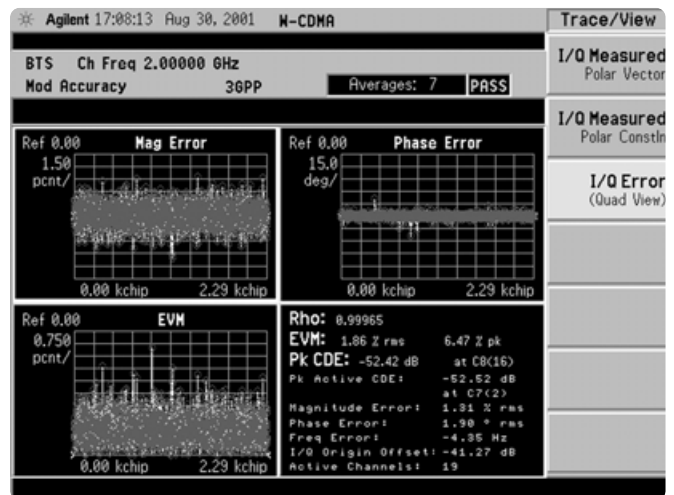 Agilent 17:08:13 Aug 30, 2001 W-CDMA Trace/View
BTS Ch Freq 2.00000 GHz
Mod Accuracy 3GPP Averages: 7 PASS
I/Q Measured
Polar Vector
I/Q Measured
Polar Constln
I/Q Error
(Quad View)
Ref 0.00 Mag Error
1.50
pcnt/
0.00 kchip 2.29 kchip
Ref 0.00 Phase Error
15.0
deg/
0.00 kchip 2.29 kchip
Ref 0.00 EVM
0.750
pcnt/
0.00 kchip 2.29 kchip
Rho: 0.99965
EVM: 1.86 % rms 6.47 % pk
Pk CDE: -52.42 dB at C8(16)
Pk Active CDE: -52.52 dB
at C7(2)
Magnitude Error: 1.31 % rms
Phase Error: 1.90 ° rms
Freq Error: -4.35 Hz
I/Q Origin Offset: -41.27 dB
Active Channels: 19